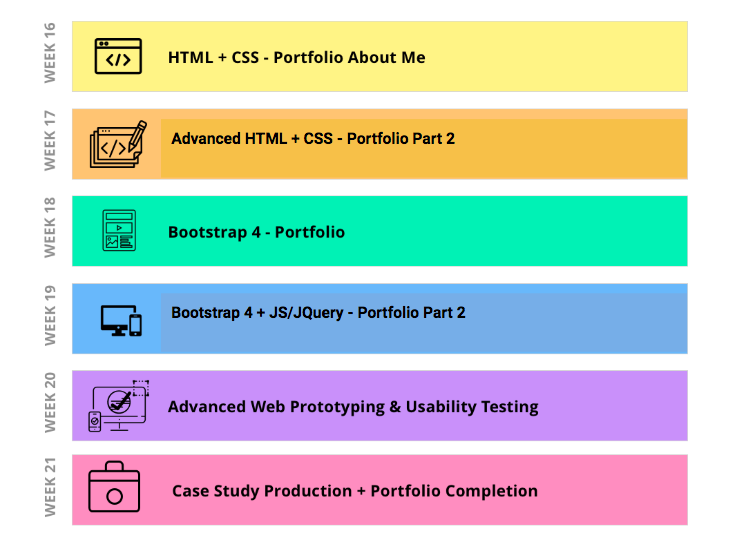 WEEK 16
HTML + CSS - Portfolio About Me
WEEK 17
Advanced HTML + CSS - Portfolio Part 2
WEEK 18
Bootstrap 4 - Portfolio
WEEK 19
Bootstrap 4 + JS/JQuery - Portfolio Part 2
WEEK 20
Advanced Web Prototyping & Usability Testing
WEEK 21
Case Study Production + Portfolio Completion